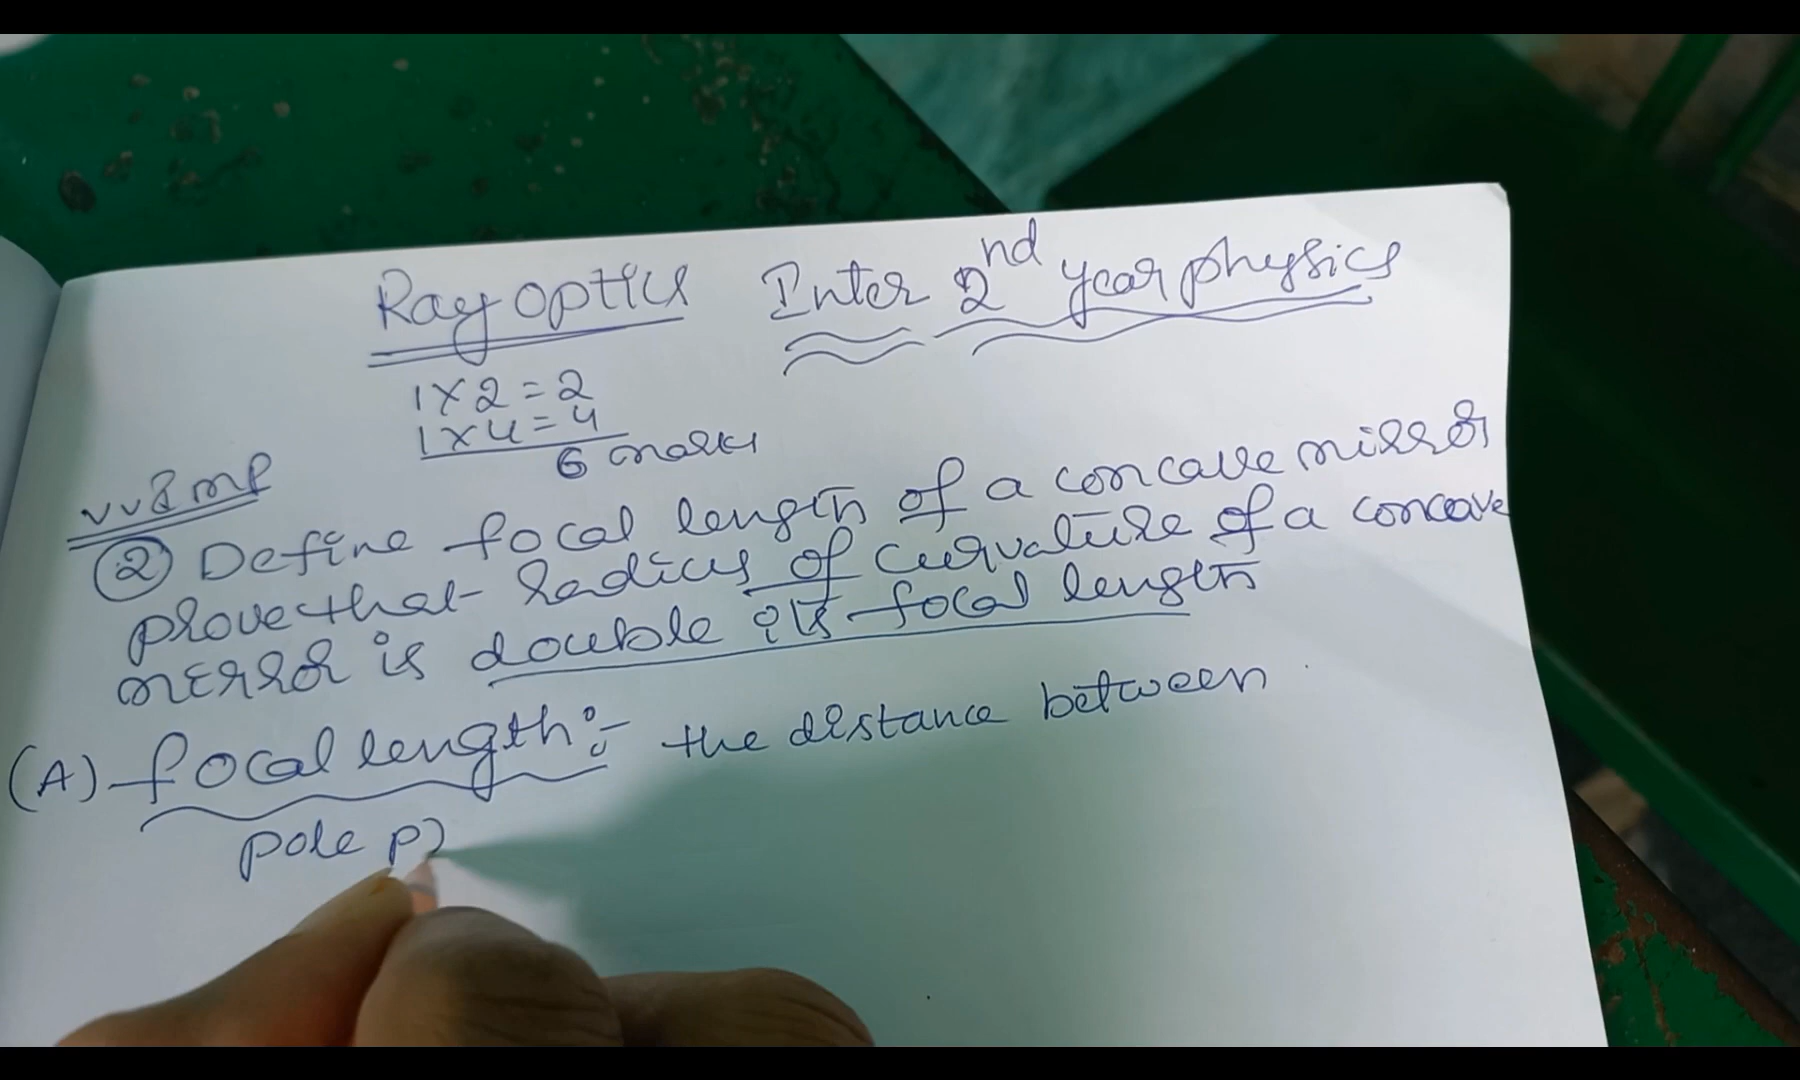 Ray optics Inter 2nd year physics
1 X 2 = 2
1 X 4 = 4
6 marks
VVImp
② Define focal length of a concave mirror
prove that radius of curvature of a concave
mirror is double its focal length
(A) focal length :- the distance between
pole p